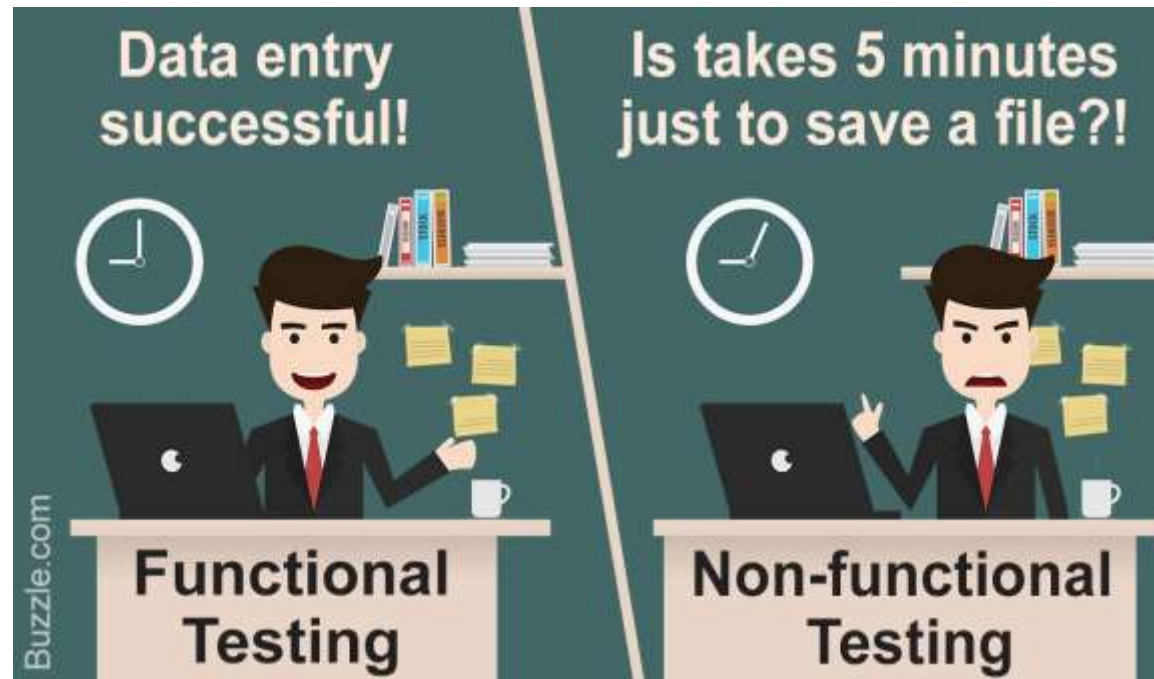 Data entry
successful!
Is takes 5 minutes
just to save a file?!
Functional
Testing
Non-functional
Testing
Buzzle.com